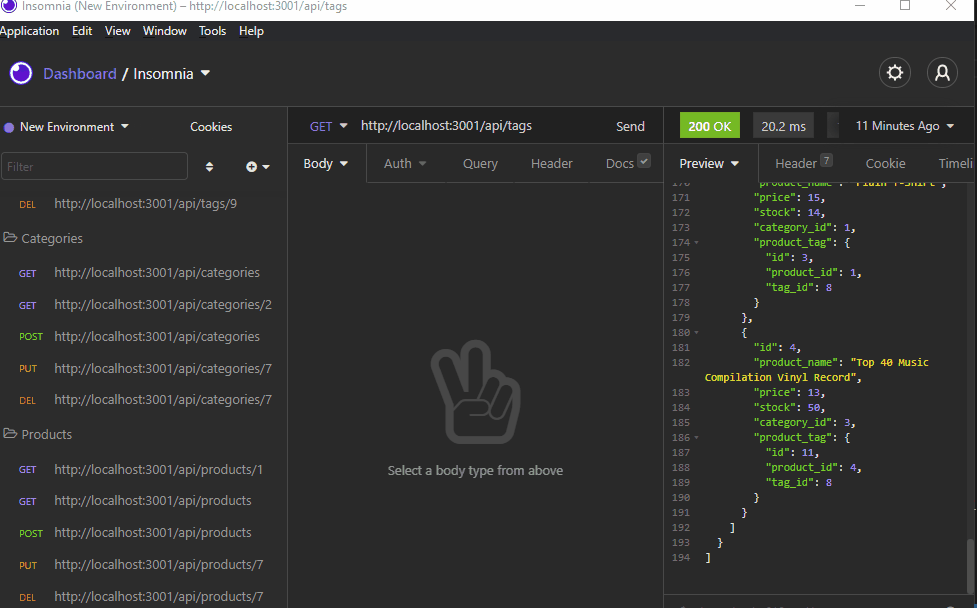 Insomnia (New Environment) – http://localhost:3001/api/tags
Application Edit View Window Tools Help
Dashboard / Insomnia
New Environment Cookies
Filter
DEL http://localhost:3001/api/tags/9
Categories
GET http://localhost:3001/api/categories
GET http://localhost:3001/api/categories/2
POST http://localhost:3001/api/categories
PUT http://localhost:3001/api/categories/7
DEL http://localhost:3001/api/categories/7
Products
GET http://localhost:3001/api/products/1
GET http://localhost:3001/api/products
POST http://localhost:3001/api/products
PUT http://localhost:3001/api/products/7
DEL http://localhost:3001/api/products/7
GET http://localhost:3001/api/tags Send
Body Auth Query Header Docs
Select a body type from above
200 OK 20.2 ms 11 Minutes Ago
Preview Header 7 Cookie Timeli
170 "product_name": "Plain T-Shirt",
171 "price": 15,
172 "stock": 14,
173 "category_id": 1,
174 "product_tag": {
175 "id": 3,
176 "product_id": 1,
177 "tag_id": 8
178 }
179 },
180 {
181 "id": 4,
182 "product_name": "Top 40 Music
Compilation Vinyl Record",
183 "price": 13,
184 "stock": 50,
185 "category_id": 3,
186 "product_tag": {
187 "id": 11,
188 "product_id": 4,
189 "tag_id": 8
190 }
191 }
192 ]
193 }
194 ]